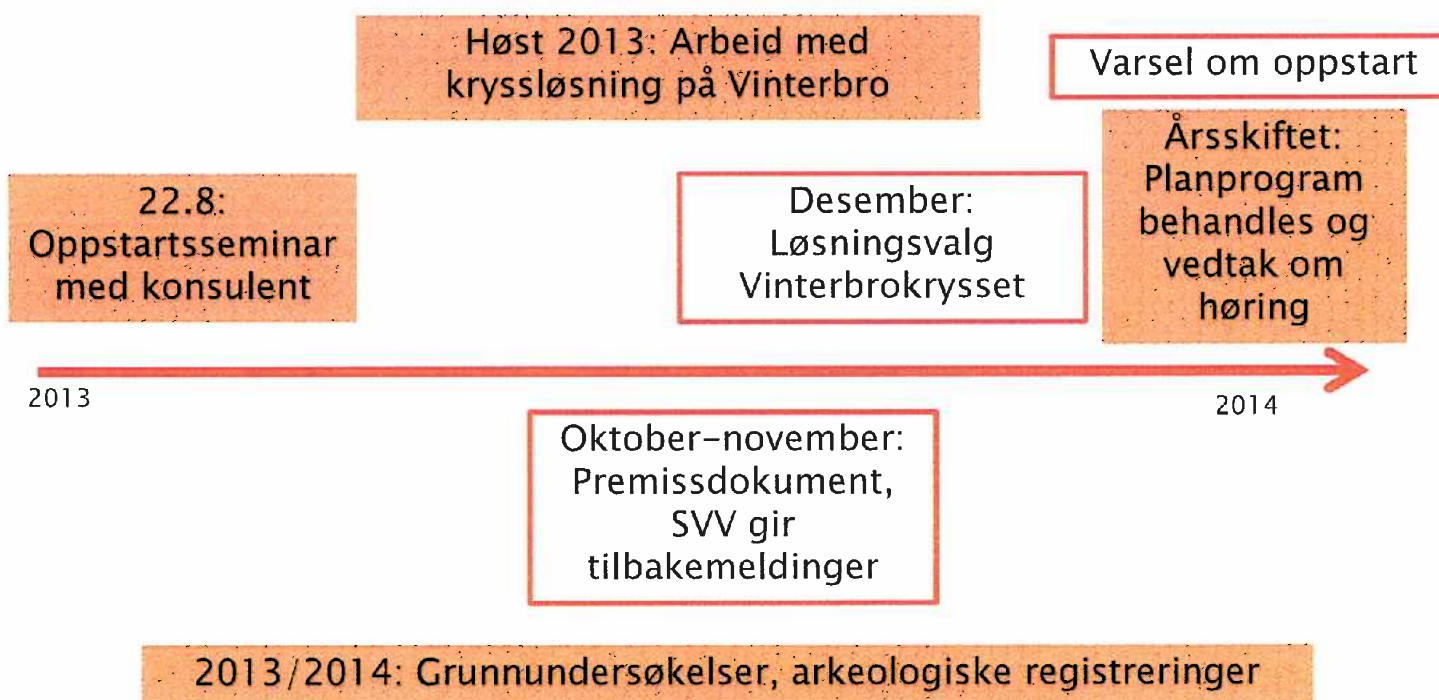 Høst 2013: Arbeid med
kryssløsning på Vinterbro
Varsel om oppstart
22.8:
Oppstartsseminar
med konsulent
Desember:
Løsningsvalg
Vinterbrokrysset
Årsskiftet:
Planprogram
behandles og
vedtak om
høring
2013
2014
Oktober–november:
Premissdokument,
SVV gir
tilbakemeldinger
2013/2014: Grunnundersøkelser, arkeologiske registreringer